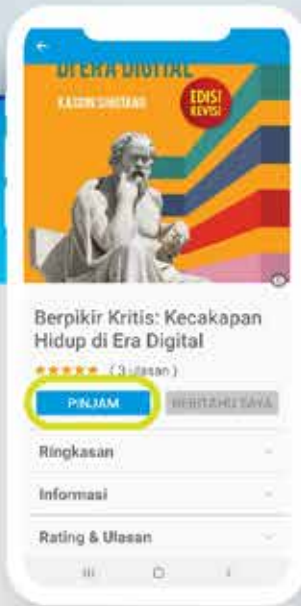 DI ERA DIGITAL
KASDIN SIHOTANG
EDISI
REVISI
Berpikir Kritis: Kecakapan
Hidup di Era Digital
( 3 ulasan )
PINJAM
BERITAHU SAYA
Ringkasan
Informasi
Rating & Ulasan